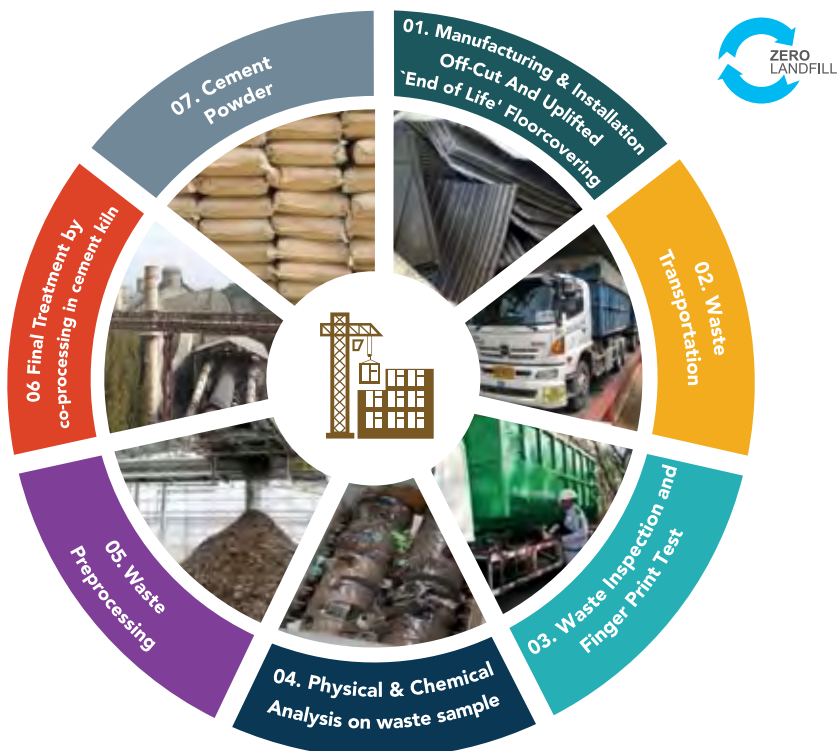 01. Manufacturing & Installation
Off-Cut And Uplifted
`End of Life' Floorcovering
02. Waste
Transportation
03. Waste Inspection and
Finger Print Test
04. Physical & Chemical
Analysis on waste sample
05. Waste
Preprocessing
06 Final Treatment by
co-processing in cement kiln
07. Cement
Powder
ZERO
LANDFILL